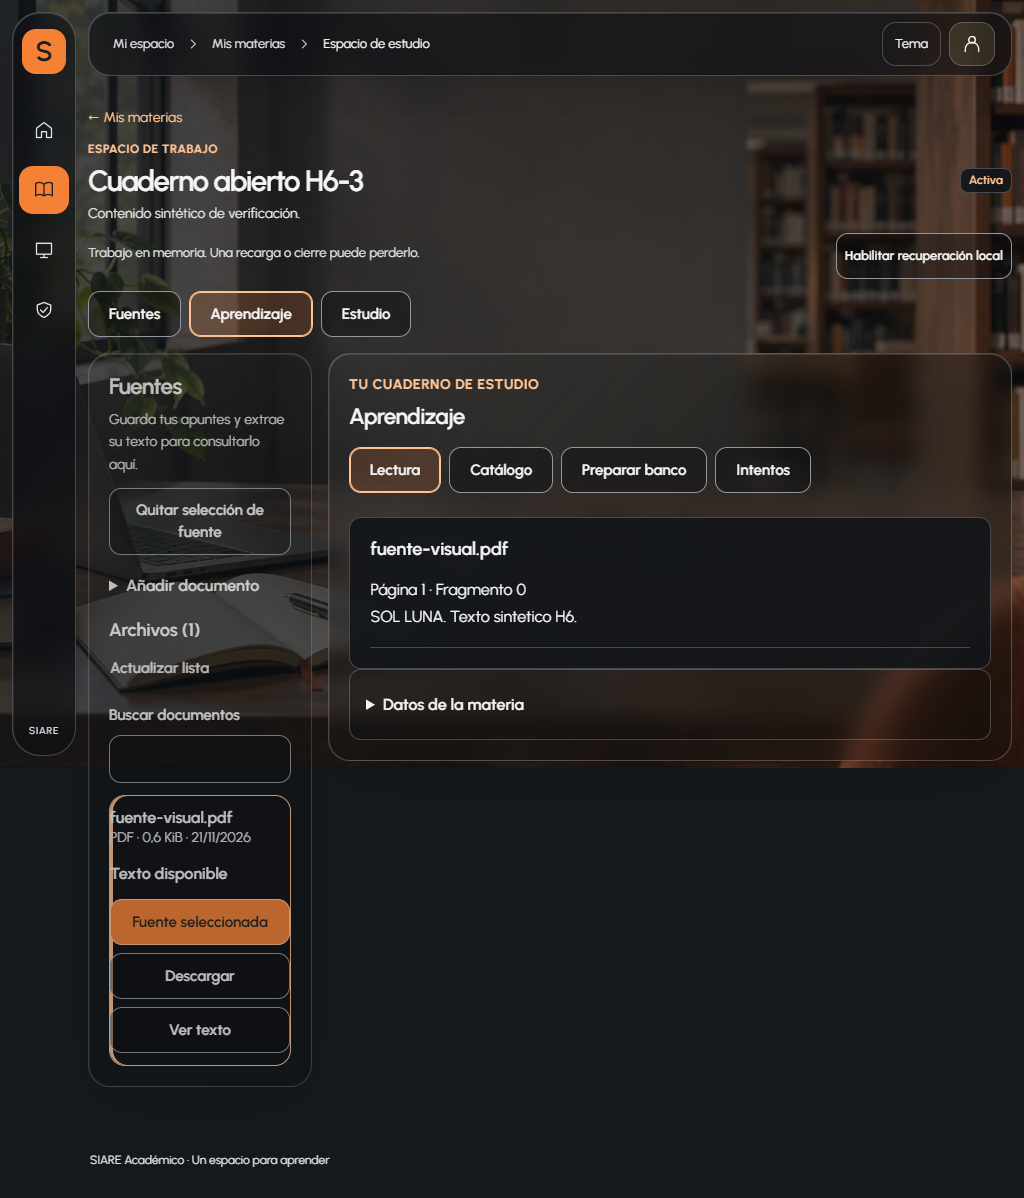 S
Mi espacio > Mis materias > Espacio de estudio
Tema
← Mis materias
ESPACIO DE TRABAJO
Cuaderno abierto H6-3
Activa
Contenido sintético de verificación.
Trabajo en memoria. Una recarga o cierre puede perderlo.
Habilitar recuperación local
Fuentes
Aprendizaje
Estudio
Fuentes
Guarda tus apuntes y extrae
su texto para consultarlo
aquí.
Quitar selección de
fuente
Añadir documento
Archivos (1)
Actualizar lista
Buscar documentos
fuente-visual.pdf
PDF · 0,6 KiB · 21/11/2026
Texto disponible
Fuente seleccionada
Descargar
Ver texto
TU CUADERNO DE ESTUDIO
Aprendizaje
Lectura
Catálogo
Preparar banco
Intentos
fuente-visual.pdf
Página 1 · Fragmento 0
SOL LUNA. Texto sintetico H6.
Datos de la materia
SIARE
SIARE Académico · Un espacio para aprender